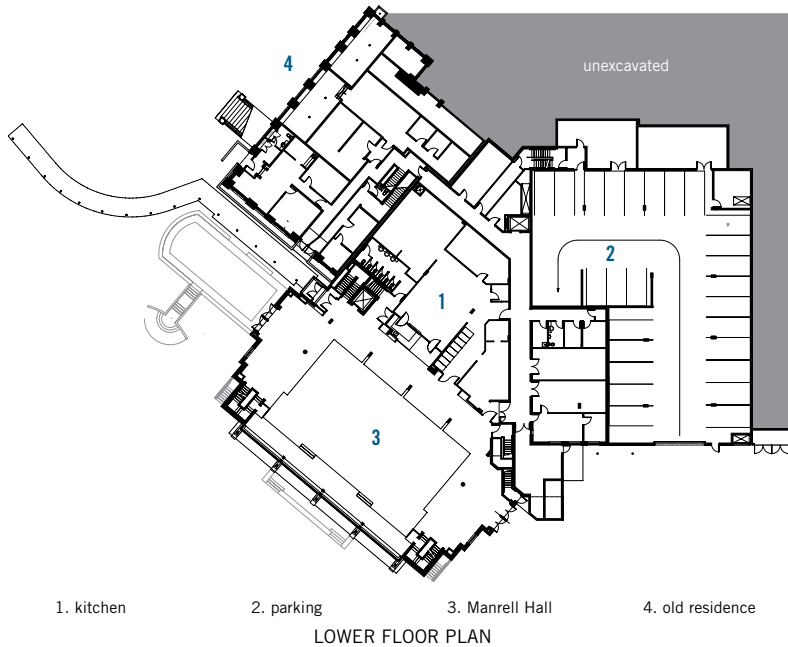 4
unexcavated
2
1
3
1. kitchen 2. parking 3. Manrell Hall 4. old residence
LOWER FLOOR PLAN